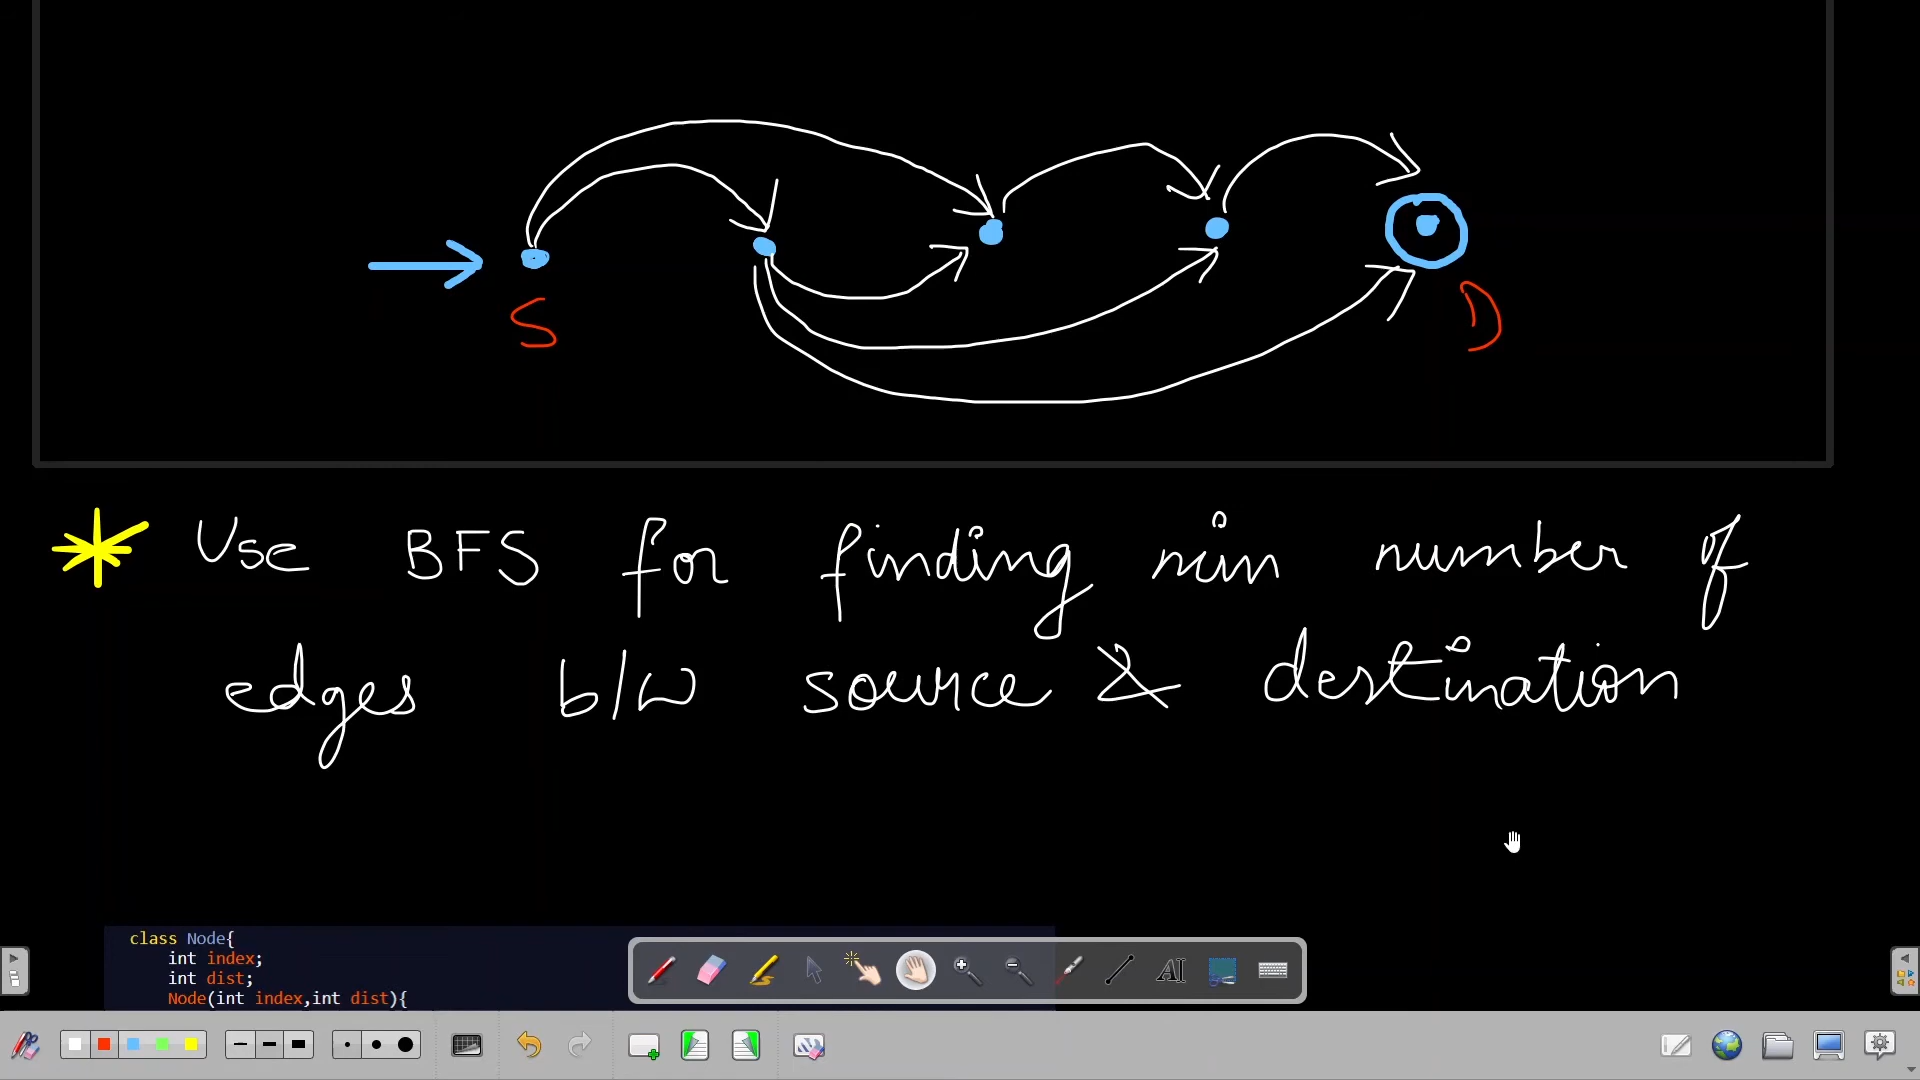 S
D
Use BFS for finding min number of
edges b/w source & destination
class Node{
int index;
int dist;
Node(int index,int dist){